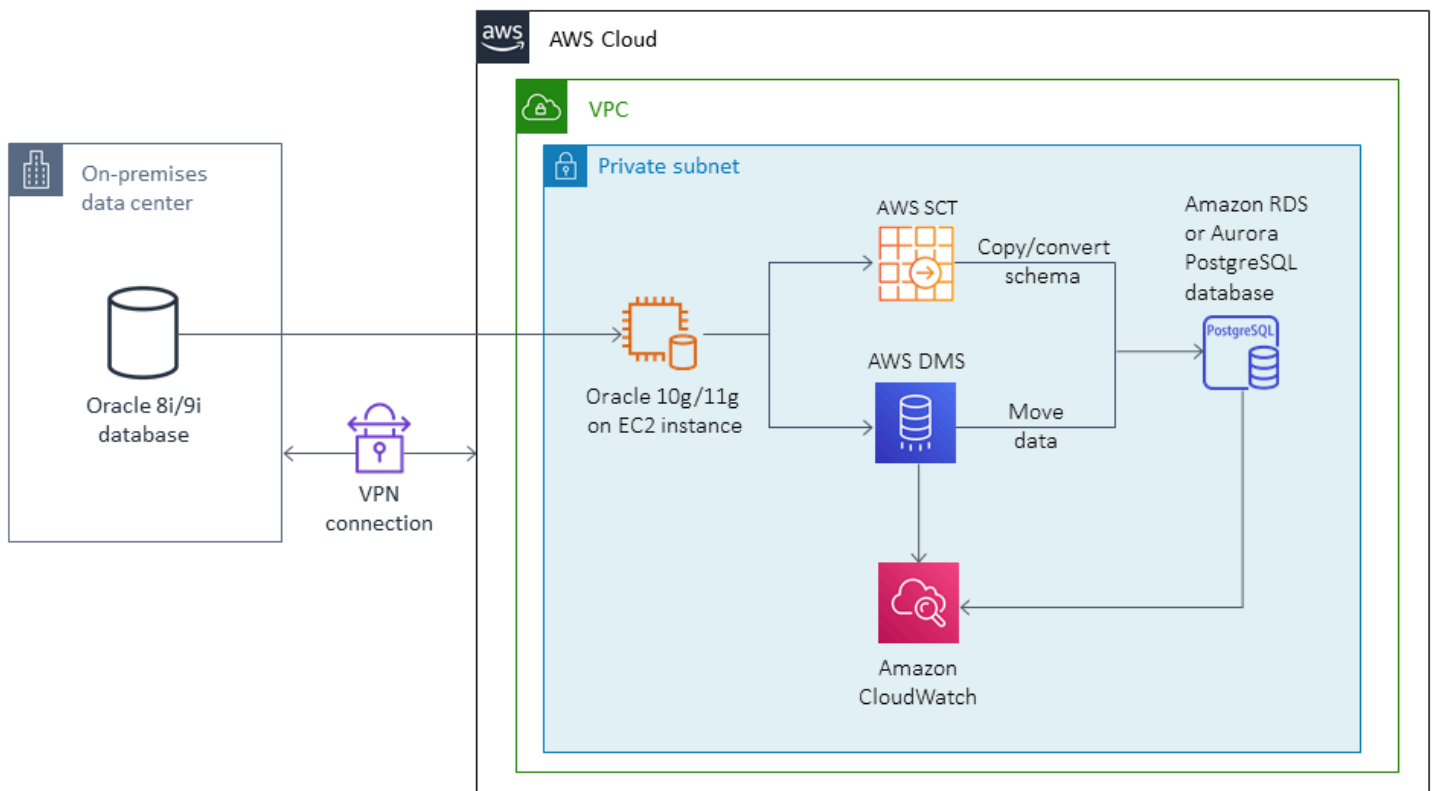 aws
AWS Cloud
VPC
On-premises
data center
Private subnet
AWS SCT
Amazon RDS
or Aurora
PostgreSQL
database
Copy/convert
schema
PostgreSQL
AWS DMS
Oracle 10g/11g
on EC2 instance
Oracle 8i/9i
database
Move
data
VPN
connection
Amazon
CloudWatch